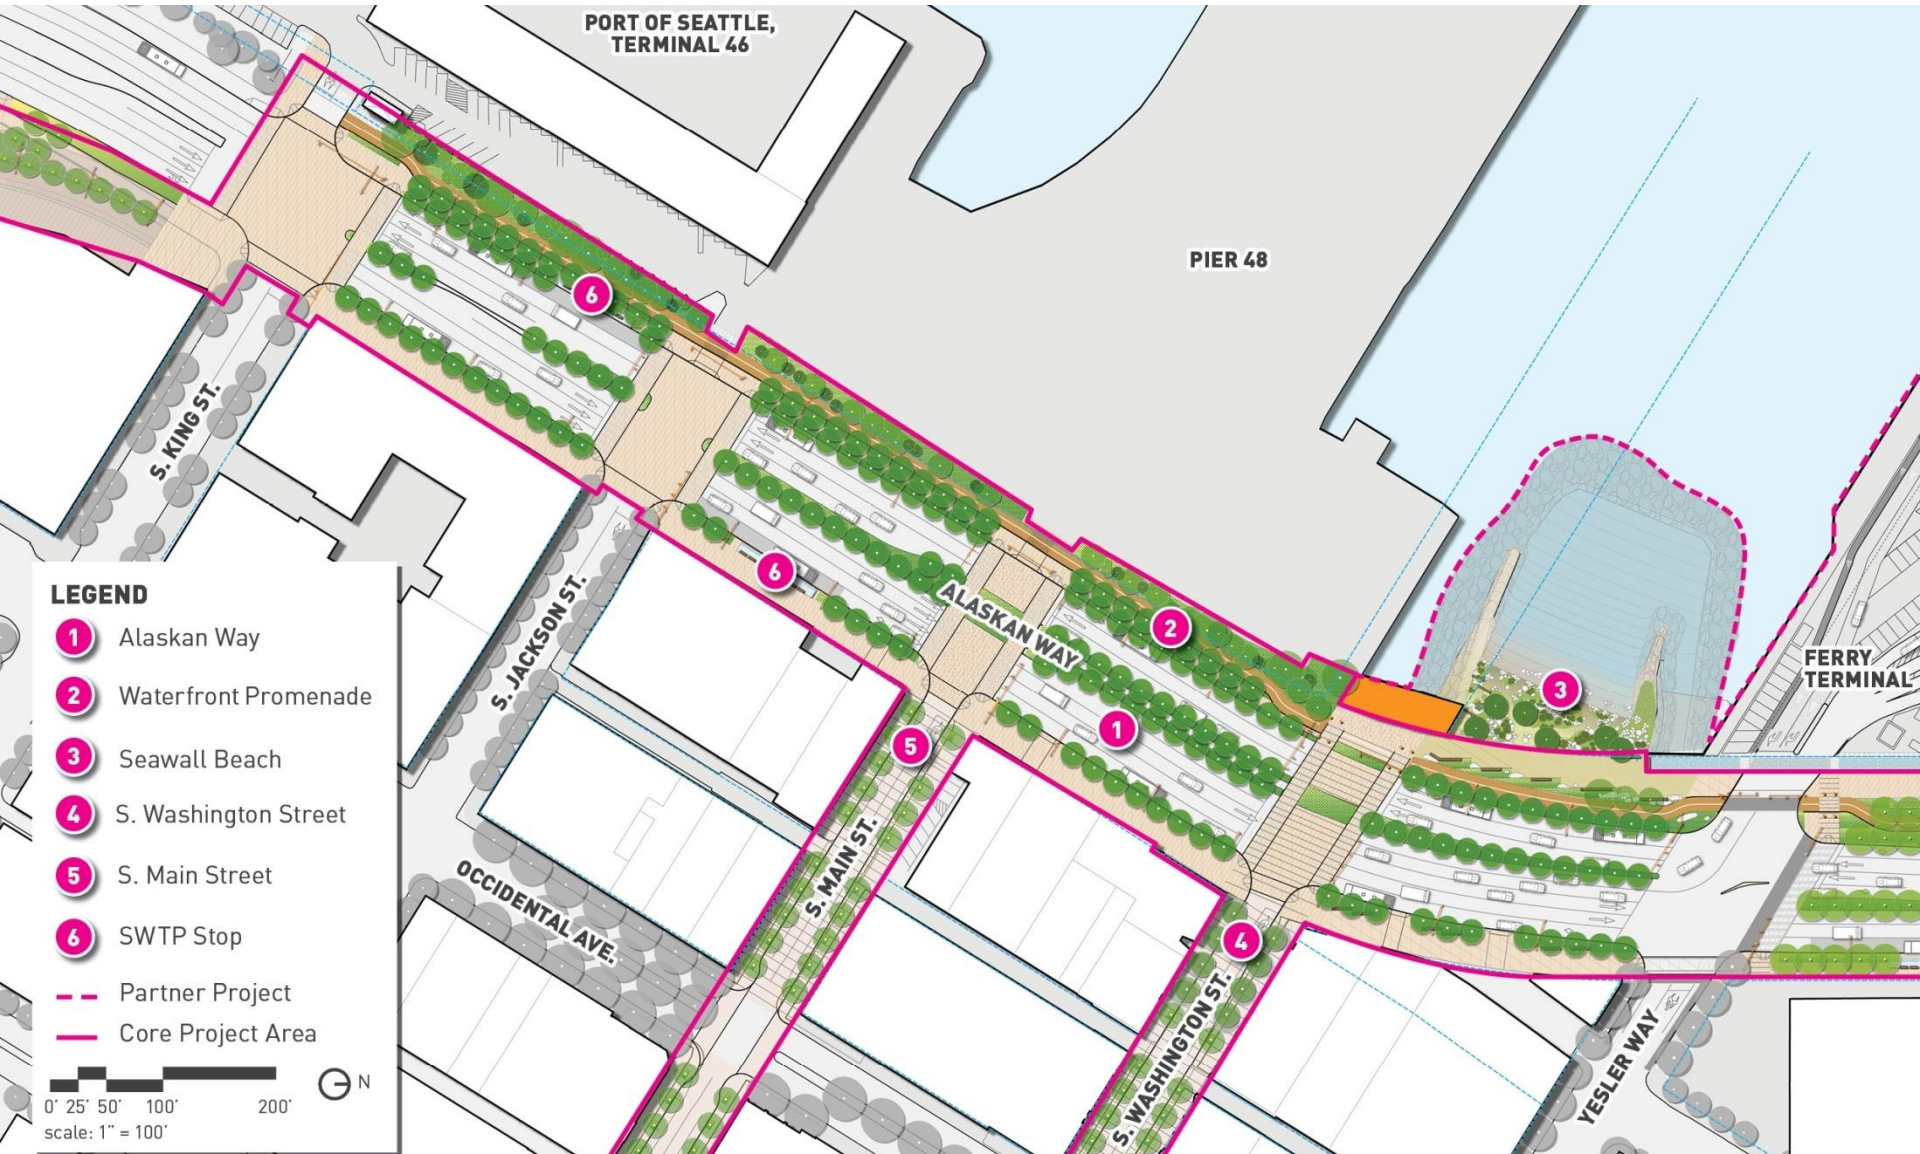 PORT OF SEATTLE,
TERMINAL 46
PIER 48
6
S. KING ST.
6
ALASKAN WAY
2
3
FERRY
TERMINAL
S. JACKSON ST.
1
5
S. MAIN ST.
OCCIDENTAL AVE.
4
S. WASHINGTON ST.
YESLER WAY
LEGEND
1 Alaskan Way
2 Waterfront Promenade
3 Seawall Beach
4 S. Washington Street
5 S. Main Street
6 SWTP Stop
Partner Project
Core Project Area
0' 25' 50' 100' 200'
N
scale: 1" = 100'